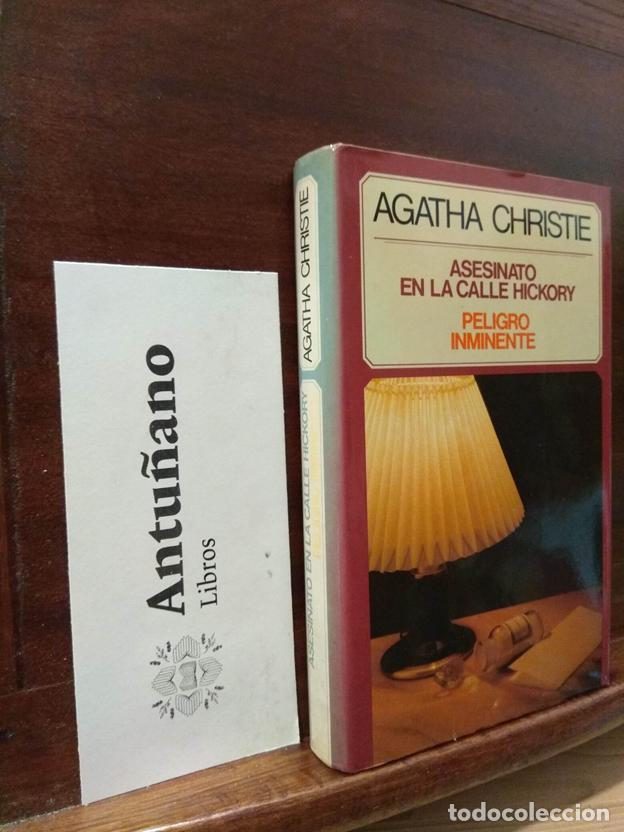 Antuñano
Libros
AGATHA CHRISTIE
ASESINATO EN LA CALLE HICKORY
AGATHA CHRISTIE
ASESINATO
EN LA CALLE HICKORY
PELIGRO
INMINENTE
todocoleccion